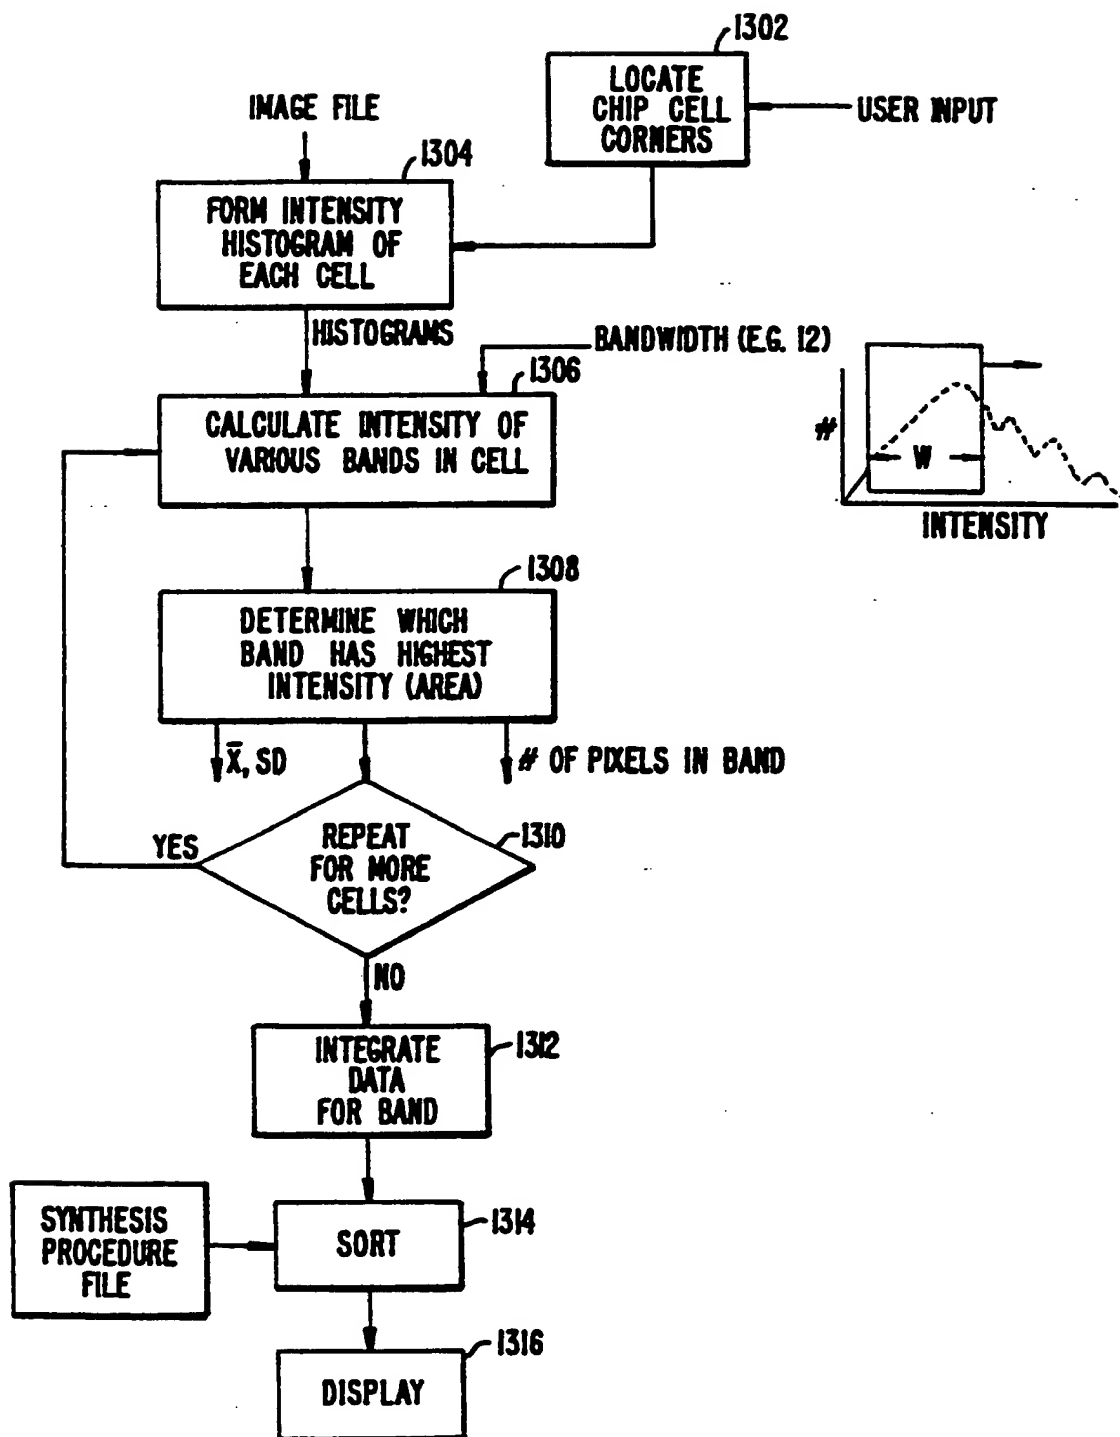 1302
LOCATE
CHIP CELL
CORNERS
USER INPUT
IMAGE FILE
1304
FORM INTENSITY
HISTOGRAM OF
EACH CELL
HISTOGRAMS
BANDWIDTH (E.G. 12)
1306
CALCULATE INTENSITY OF
VARIOUS BANDS IN CELL
#
W
INTENSITY
1308
DETERMINE WHICH
BAND HAS HIGHEST
INTENSITY (AREA)
X̄, SD
# OF PIXELS IN BAND
1310
REPEAT
FOR MORE
CELLS?
YES
NO
1312
INTEGRATE
DATA
FOR BAND
SYNTHESIS
PROCEDURE
FILE
1314
SORT
1316
DISPLAY